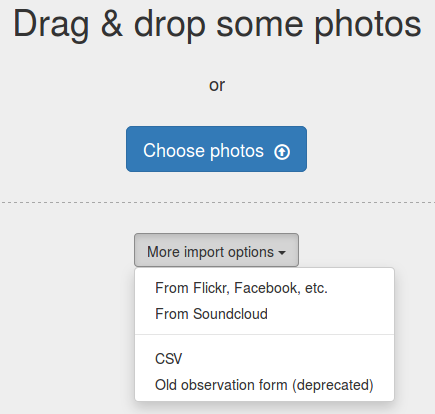 Drag & drop some photos
or
Choose photos
More import options
From Flickr, Facebook, etc.
From Soundcloud
CSV
Old observation form (deprecated)